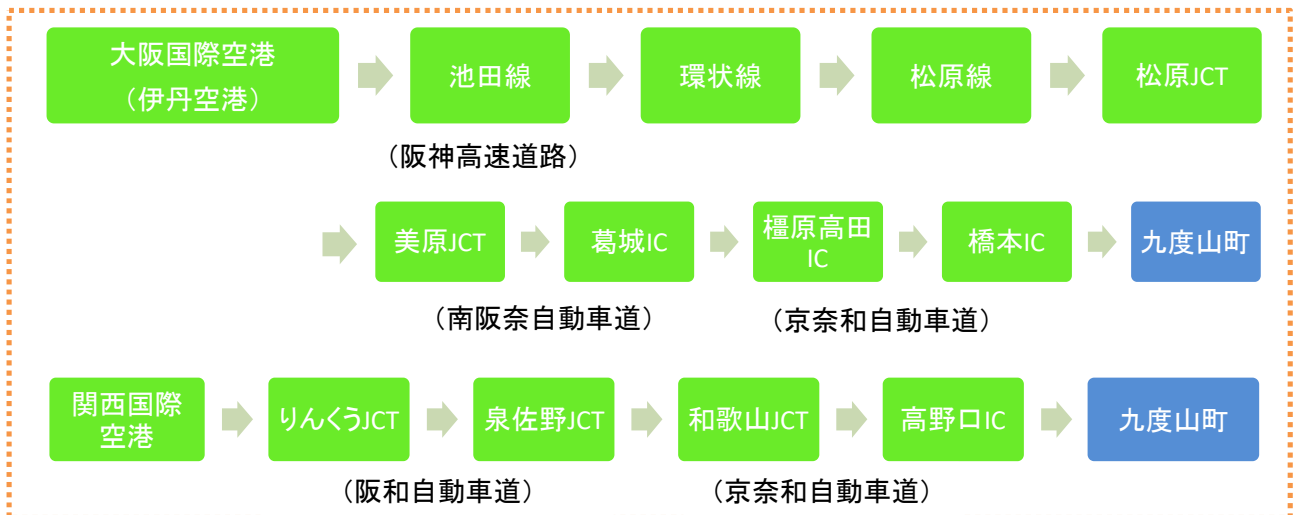 大阪国際空港
（伊丹空港）
池田線
環状線
松原線
松原JCT
（阪神高速道路）
美原JCT
葛城IC
橿原高田
IC
橋本IC
九度山町
（南阪奈自動車道）
（京奈和自動車道）
関西国際
空港
りんくうJCT
泉佐野JCT
和歌山JCT
高野口IC
九度山町
（阪和自動車道）
（京奈和自動車道）